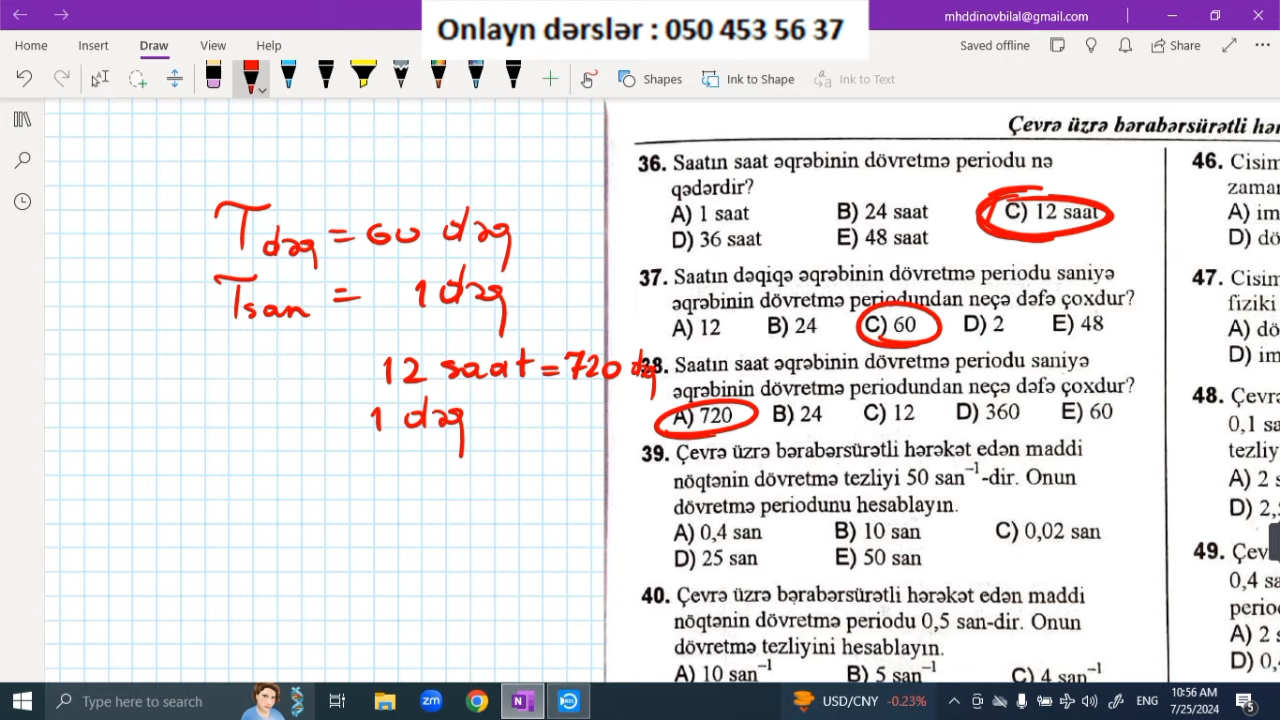 Onlayn dərslər : 050 453 56 37
mhddinovbilal@gmail.com
Home Insert Draw View Help
Saved offline Share
Shapes Ink to Shape Ink to Text
Tdəq = 60 dəq
Tsan = 1 dəq
12 saat = 720 dəq
1 dəq
Çevrə üzrə bərabərsürətli hər
36. Saatın saat əqrəbinin dövretmə periodu nə
qədərdir?
A) 1 saat B) 24 saat C) 12 saat
D) 36 saat E) 48 saat
37. Saatın dəqiqə əqrəbinin dövretmə periodu saniyə
əqrəbinin dövretmə periodundan neçə dəfə çoxdur?
A) 12 B) 24 C) 60 D) 2 E) 48
38. Saatın saat əqrəbinin dövretmə periodu saniyə
əqrəbinin dövretmə periodundan neçə dəfə çoxdur?
A) 720 B) 24 C) 12 D) 360 E) 60
39. Çevrə üzrə bərabərsürətli hərəkət edən maddi
nöqtənin dövretmə tezliyi 50 san⁻¹-dir. Onun
dövretmə periodunu hesablayın.
A) 0,4 san B) 10 san C) 0,02 san
D) 25 san E) 50 san
40. Çevrə üzrə bərabərsürətli hərəkət edən maddi
nöqtənin dövretmə periodu 0,5 san-dir. Onun
dövretmə tezliyini hesablayın.
A) 10 san⁻¹ B) 5 san⁻¹ C) 4 san⁻¹
46. Cisim
zaman
A) im
D) dö
47. Cisin
fiziki
A) dö
D) im
48. Çevrə
0,1 sa
tezliy
A) 2 s
D) 2,
49. Çev
0,4 sa
perio
A) 2 s
D) 0,
Type here to search
USD/CNY -0.23% ENG
10:56 AM
7/25/2024
5